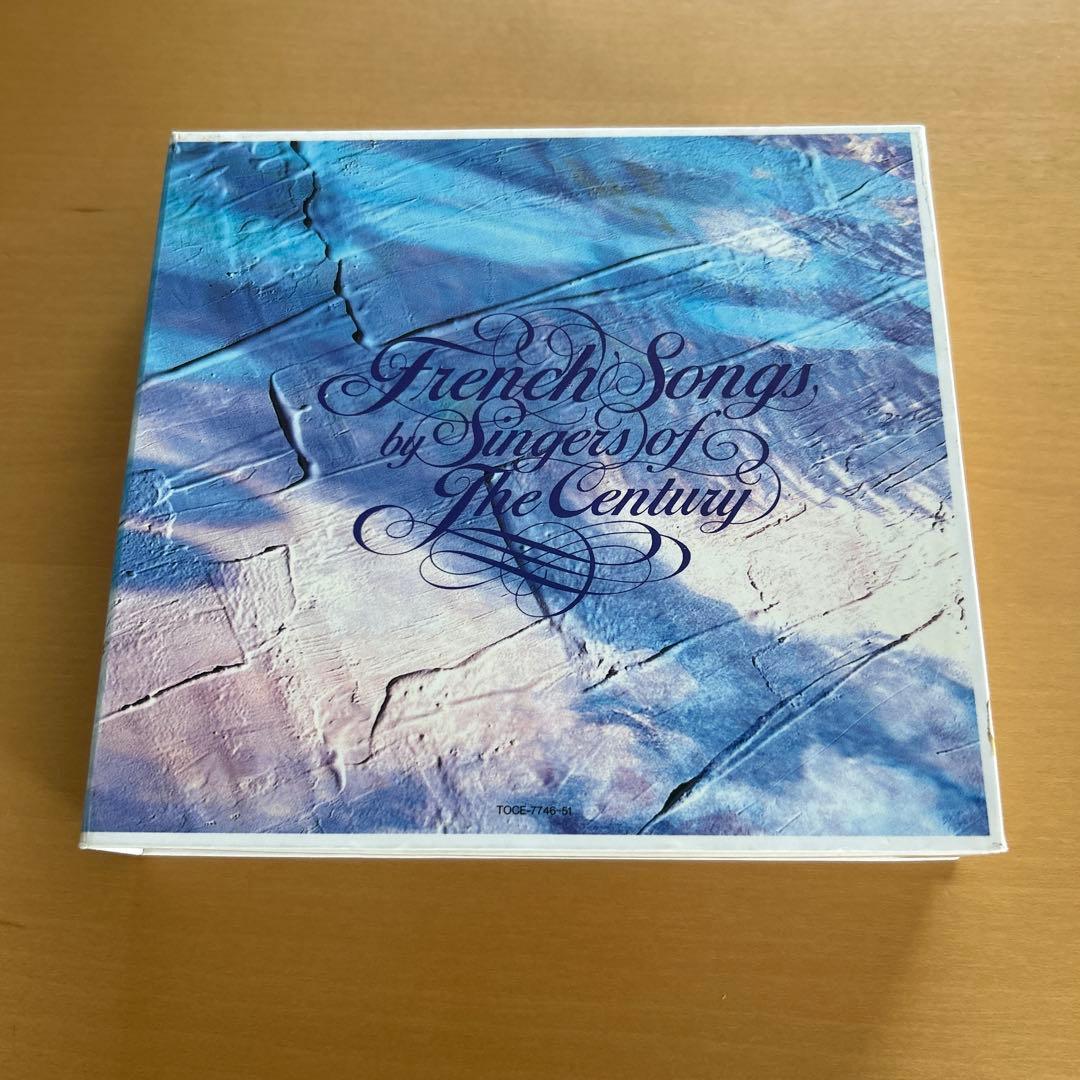 French Songs
by Singers of
The Century
TOCE-7746-51